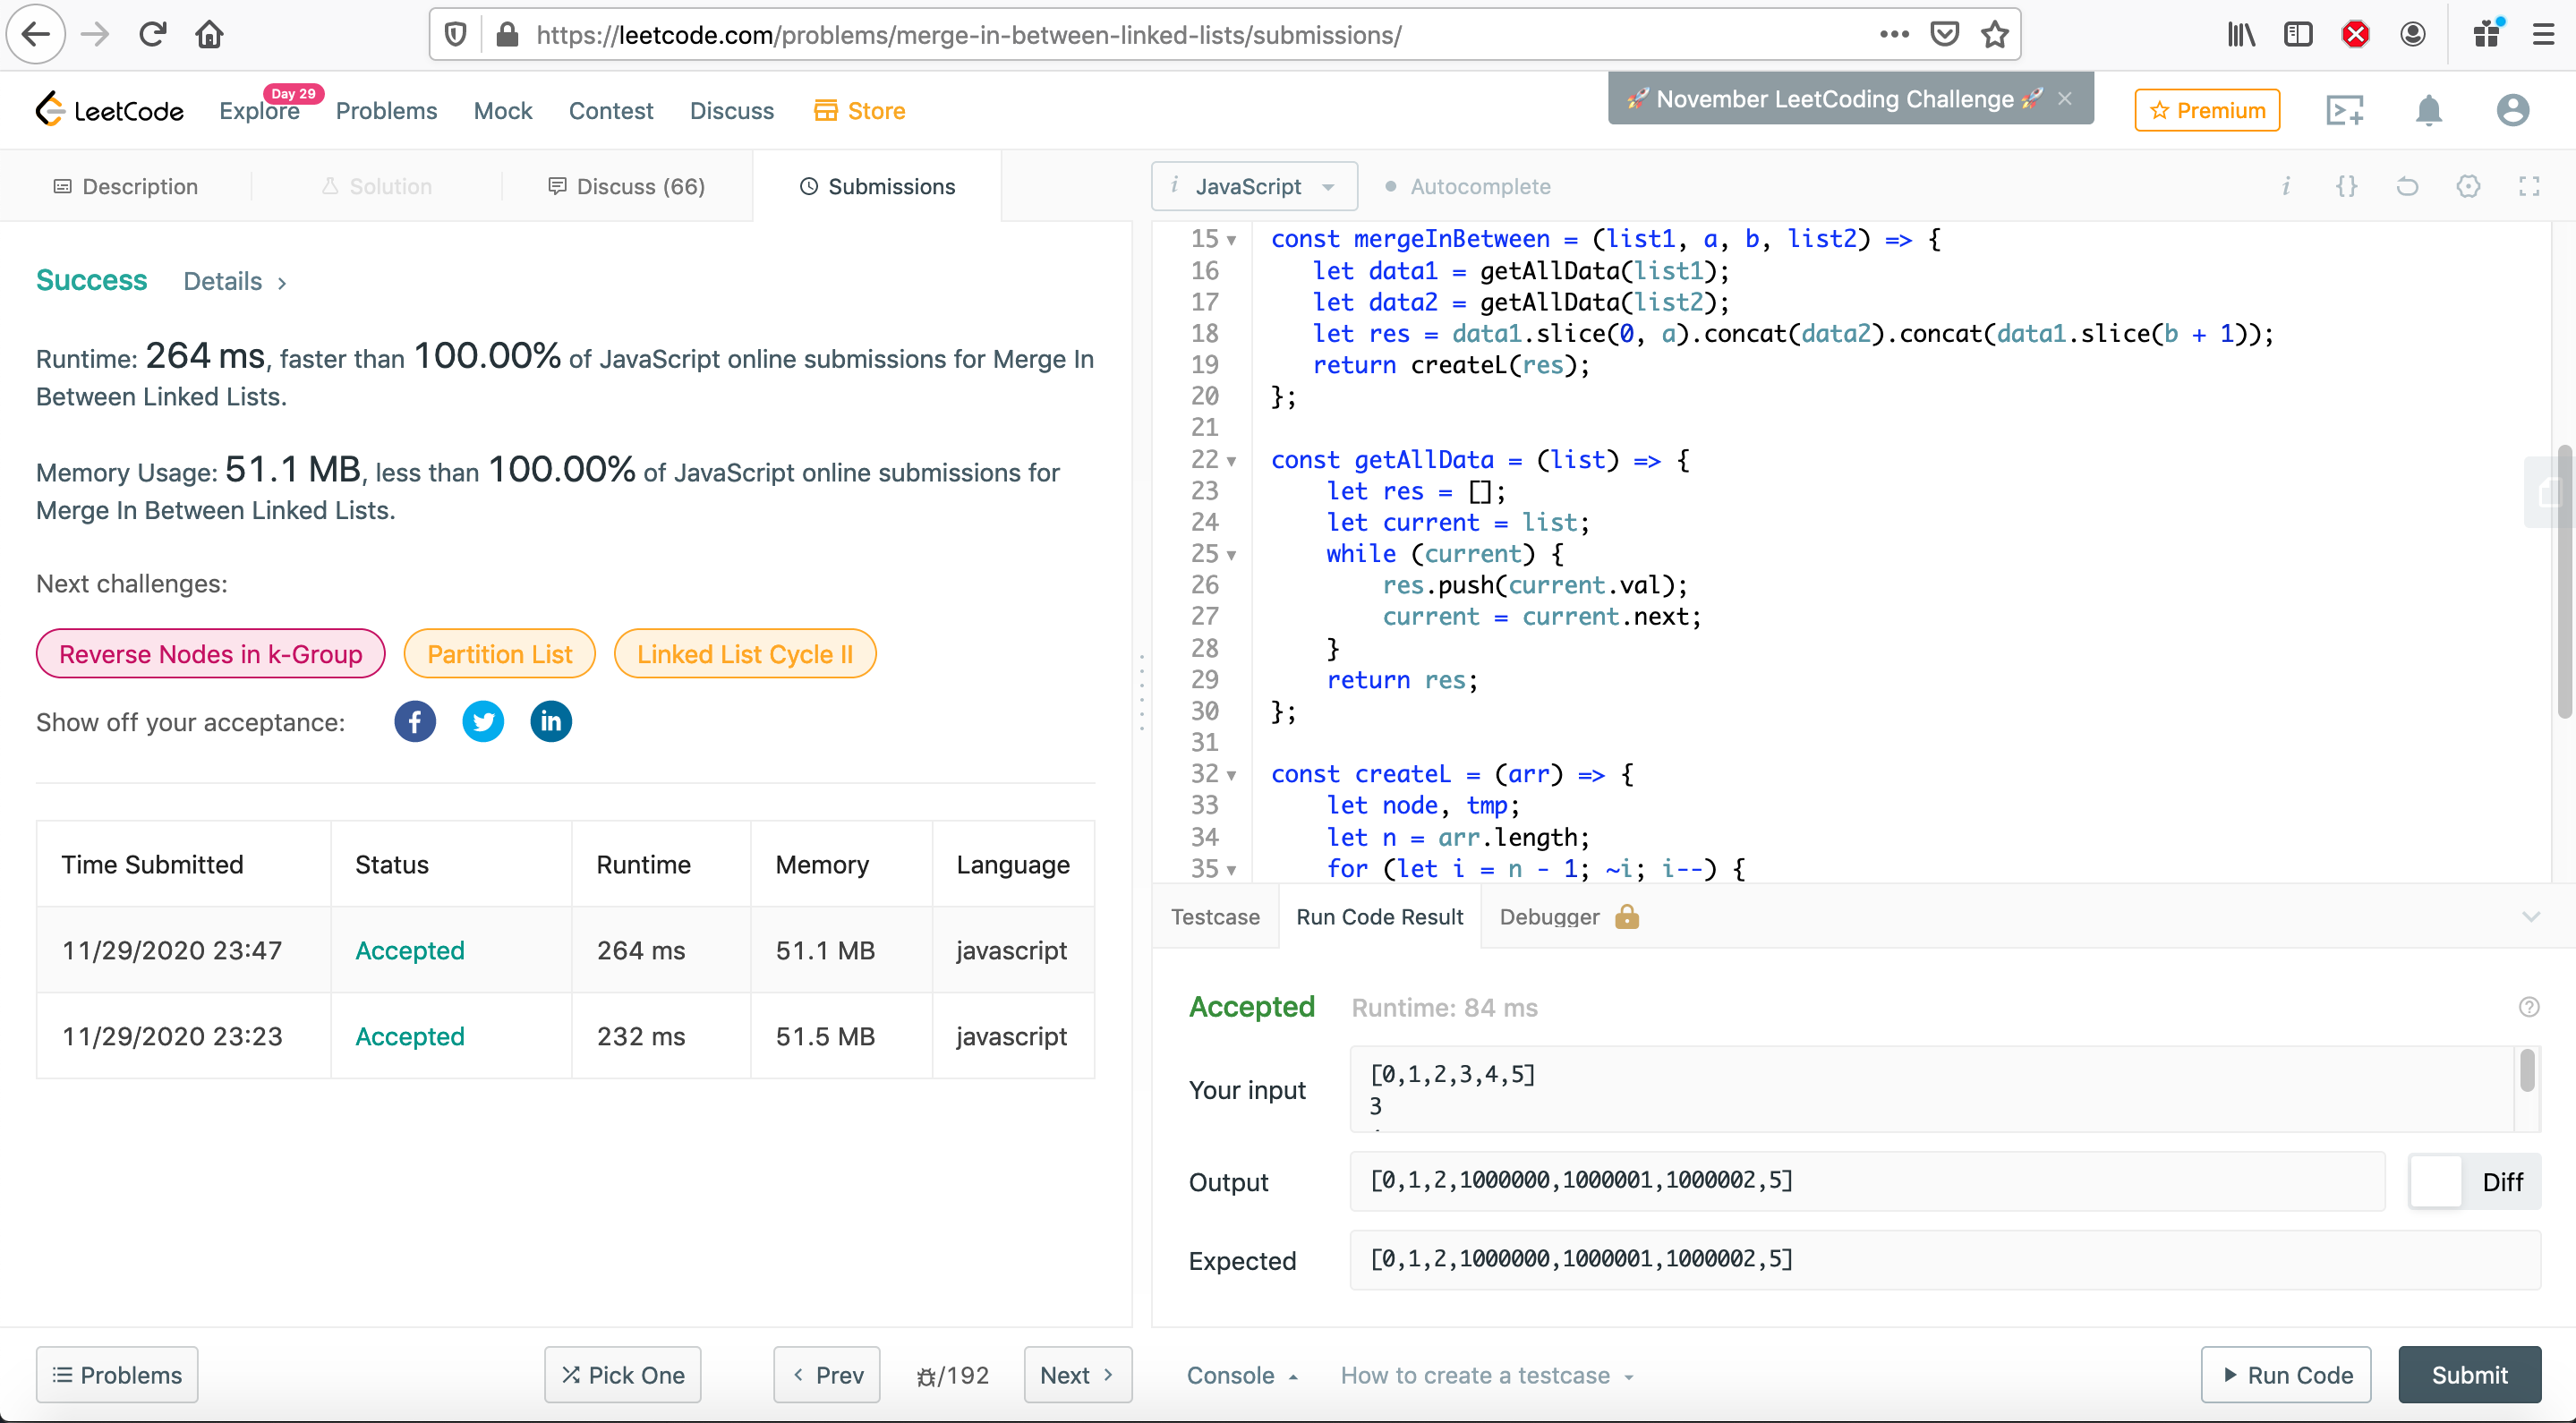 https://leetcode.com/problems/merge-in-between-linked-lists/submissions/
LeetCode
Explore
Day 29
Problems
Mock
Contest
Discuss
Store
🚀 November LeetCoding Challenge 🚀 ×
Premium
Description
Solution
Discuss (66)
Submissions
i JavaScript
Autocomplete
Success
Details >
Runtime: 264 ms, faster than 100.00% of JavaScript online submissions for Merge In
Between Linked Lists.
Memory Usage: 51.1 MB, less than 100.00% of JavaScript online submissions for
Merge In Between Linked Lists.
Next challenges:
Reverse Nodes in k-Group
Partition List
Linked List Cycle II
Show off your acceptance:
Time Submitted Status Runtime Memory Language
11/29/2020 23:47 Accepted 264 ms 51.1 MB javascript
11/29/2020 23:23 Accepted 232 ms 51.5 MB javascript
15 const mergeInBetween = (list1, a, b, list2) => {
16 let data1 = getAllData(list1);
17 let data2 = getAllData(list2);
18 let res = data1.slice(0, a).concat(data2).concat(data1.slice(b + 1));
19 return createL(res);
20 };
21
22 const getAllData = (list) => {
23 let res = [];
24 let current = list;
25 while (current) {
26 res.push(current.val);
27 current = current.next;
28 }
29 return res;
30 };
31
32 const createL = (arr) => {
33 let node, tmp;
34 let n = arr.length;
35 for (let i = n - 1; ~i; i--) {
Testcase
Run Code Result
Debugger
Accepted
Runtime: 84 ms
Your input
[0,1,2,3,4,5]
3
Output
[0,1,2,1000000,1000001,1000002,5]
Diff
Expected
[0,1,2,1000000,1000001,1000002,5]
Problems
Pick One
< Prev
/192
Next >
Console
How to create a testcase
Run Code
Submit